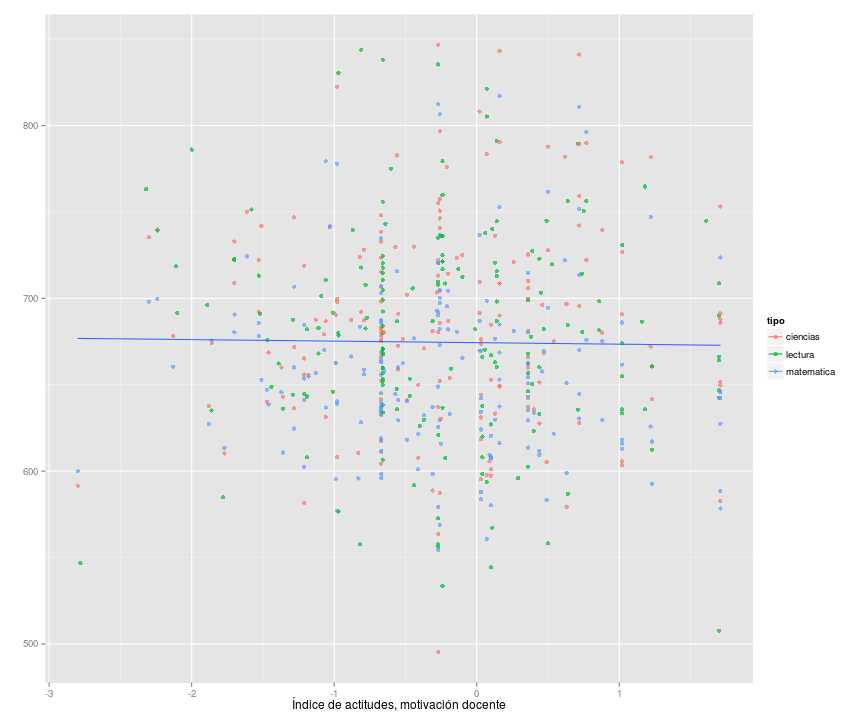 800
700
600
500
-3
-2
-1
0
1
Índice de actitudes, motivación docente
tipo
ciencias
lectura
matematica